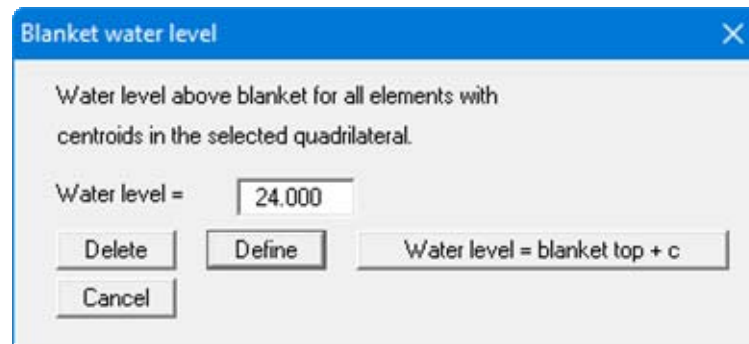 Blanket water level
Water level above blanket for all elements with
centroids in the selected quadrilateral.
Water level = 24.000
Delete Define Water level = blanket top + c
Cancel